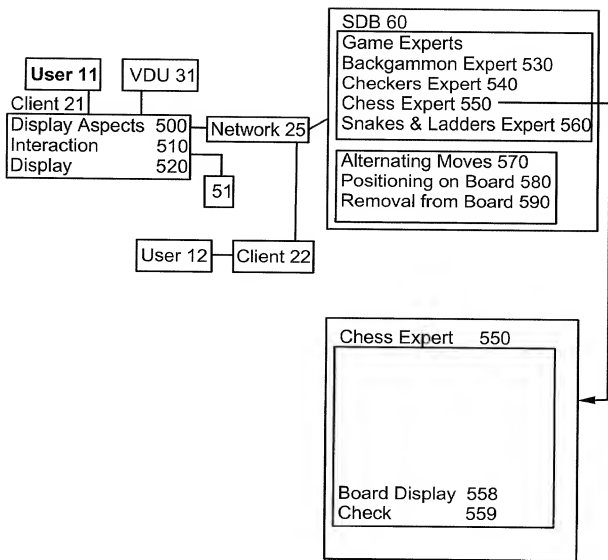 User 11
VDU 31
Client 21
Display Aspects 500
Interaction 510
Display 520
51
Network 25
User 12
Client 22
SDB 60
Game Experts
Backgammon Expert 530
Checkers Expert 540
Chess Expert 550
Snakes & Ladders Expert 560
Alternating Moves 570
Positioning on Board 580
Removal from Board 590
Chess Expert 550
Board Display 558
Check 559